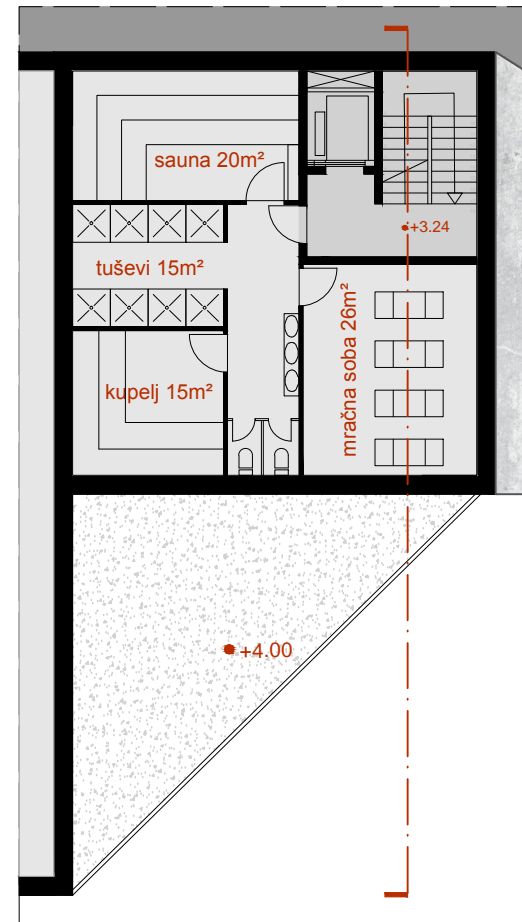 sauna 20m²
+3.24
tuševi 15m²
mračna soba 26m²
kupelj 15m²
+4.00